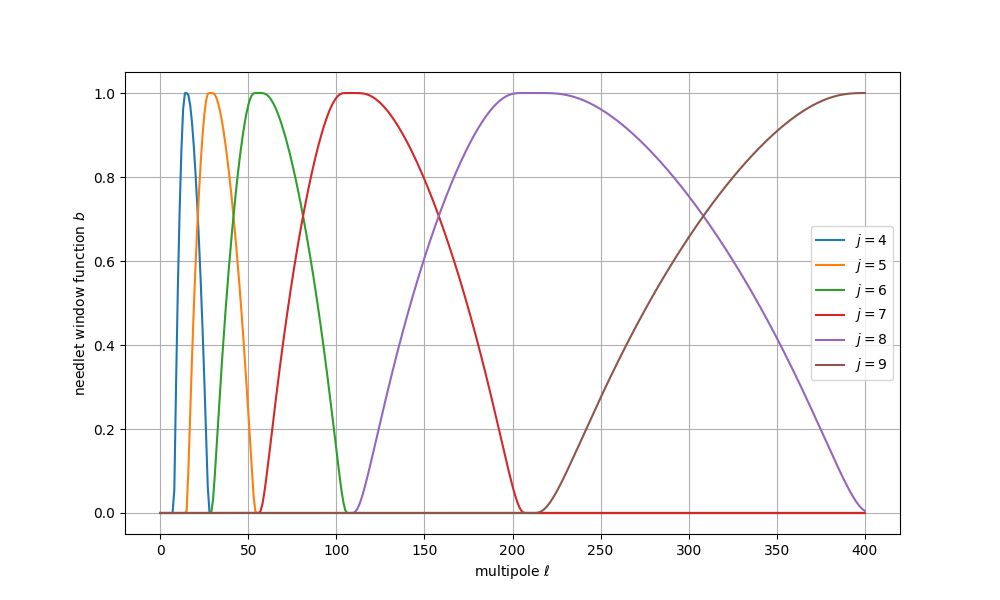 needlet window function b
1.0
0.8
0.6
0.4
0.2
0.0
0 50 100 150 200 250 300 350 400
multipole ℓ
j = 4
j = 5
j = 6
j = 7
j = 8
j = 9